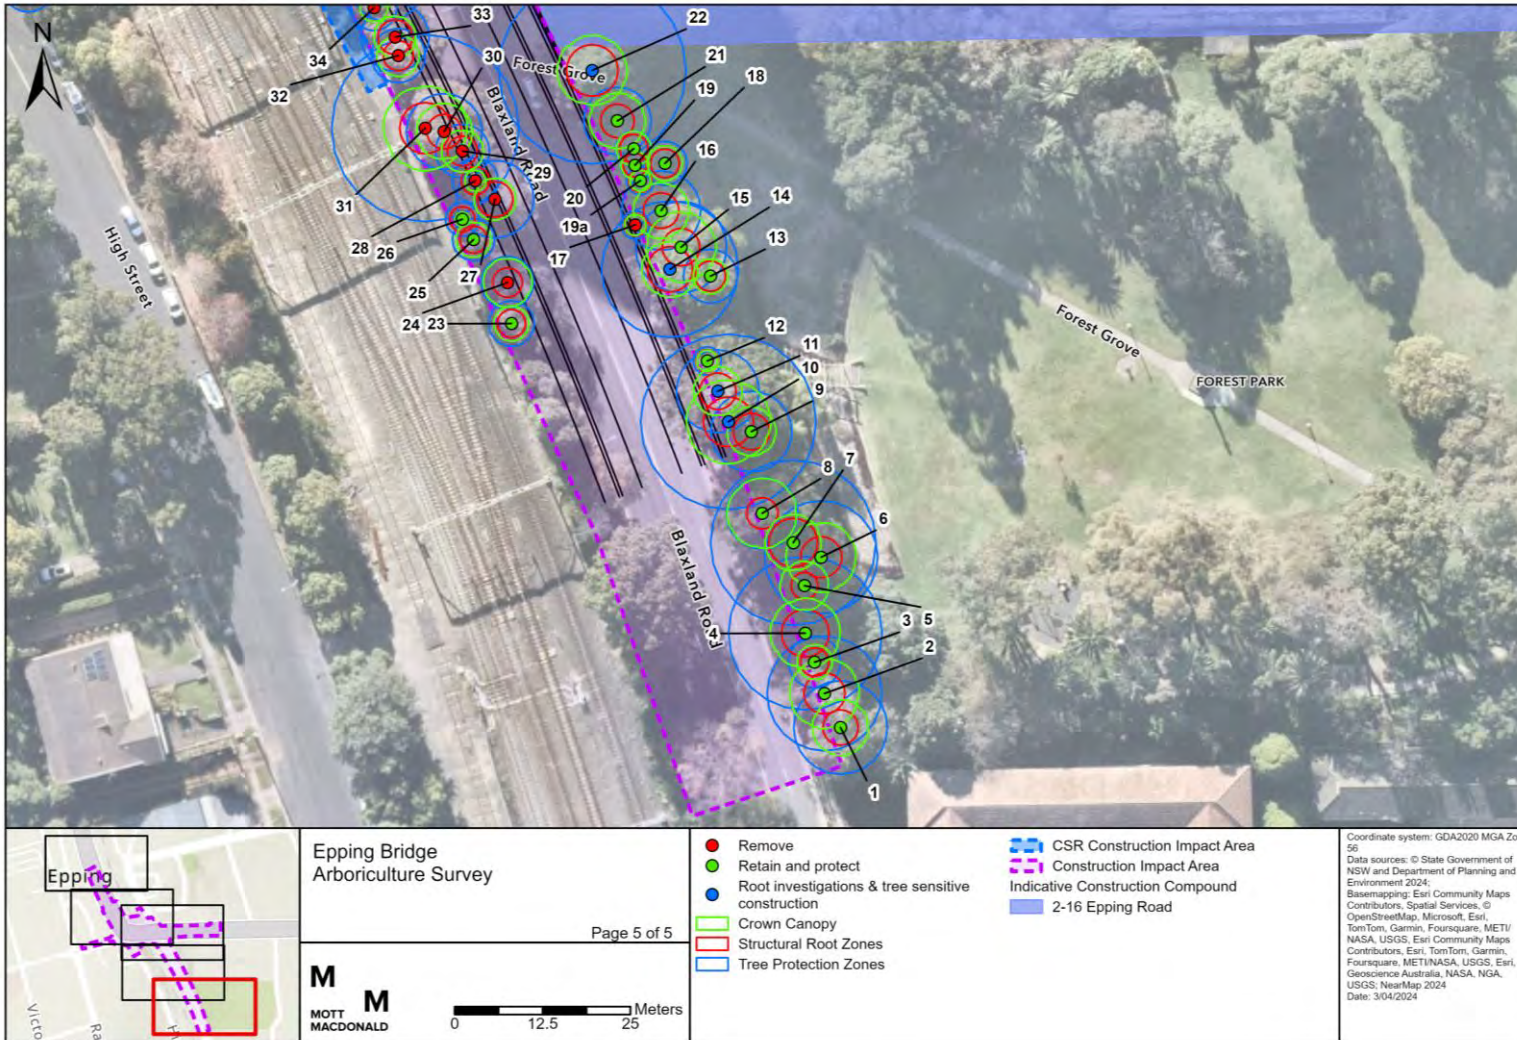 N
33
22
34
30
Forest Grove
21
32
19
18
Blaxland Road
16
29
20
15
14
31
19a
28
26
17
13
High Street
27
25
24
23
12
11
Forest Grove
10
9
FOREST PARK
7
8
6
Blaxland Road
5
3
4
2
1
Epping
Victo
Ra
H
Epping Bridge
Arboriculture Survey
Page 5 of 5
M
M
MOTT
MACDONALD
Meters
0 12.5 25
Remove
Retain and protect
Root investigations & tree sensitive
construction
Crown Canopy
Structural Root Zones
Tree Protection Zones
CSR Construction Impact Area
Construction Impact Area
Indicative Construction Compound
2-16 Epping Road
Coordinate system: GDA2020 MGA Zo
56
Data sources: © State Government of
NSW and Department of Planning and
Environment 2024;
Basemapping: Esri Community Maps
Contributors, Spatial Services, ©
OpenStreetMap, Microsoft, Esri,
TomTom, Garmin, Foursquare, METI/
NASA, USGS, Esri Community Maps
Contributors, Esri, TomTom, Garmin,
Foursquare, METI/NASA, USGS, Esri,
Geoscience Australia, NASA, NGA,
USGS; NearMap 2024
Date: 3/04/2024